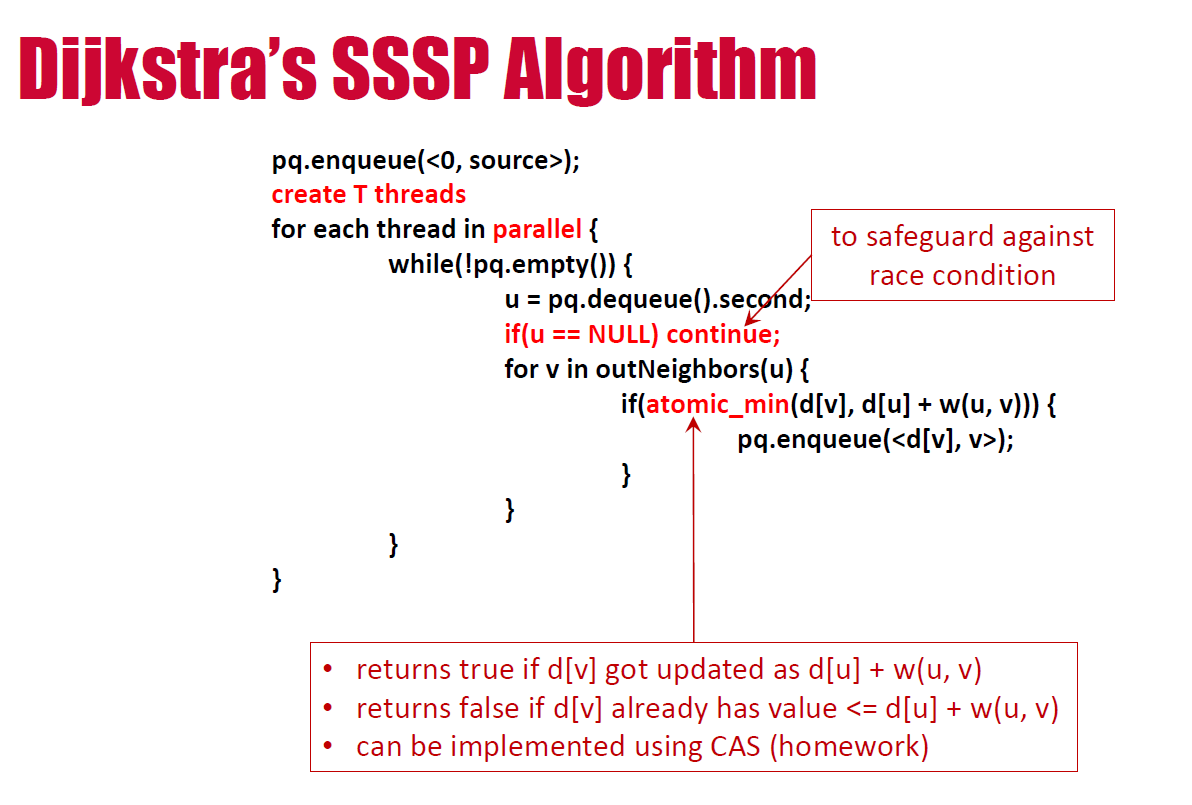 Dijkstra’s SSSP Algorithm
pq.enqueue(<0, source>);
create T threads
for each thread in parallel {
while(!pq.empty()) {
u = pq.dequeue().second;
if(u == NULL) continue;
for v in outNeighbors(u) {
if(atomic_min(d[v], d[u] + w(u, v))) {
pq.enqueue(<d[v], v>);
}
}
}
}
to safeguard against
race condition
• returns true if d[v] got updated as d[u] + w(u, v)
• returns false if d[v] already has value <= d[u] + w(u, v)
• can be implemented using CAS (homework)